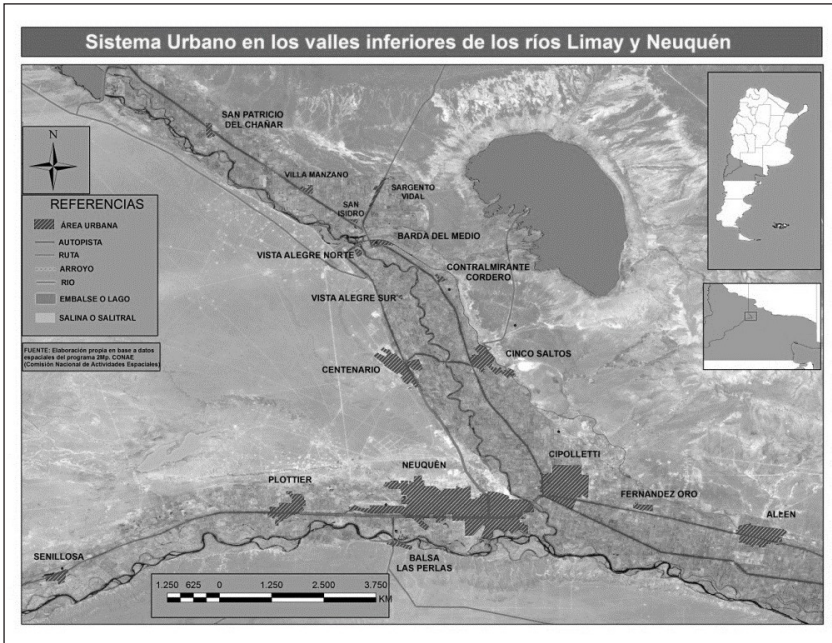 Sistema Urbano en los valles inferiores de los ríos Limay y Neuquén
SAN PATRICIO
DEL CHAÑAR
N
VILLA MANZANO
SARGENTO
VIDAL
SAN
ISIDRO
BARDA DEL MEDIO
VISTA ALEGRE NORTE
CONTRALMIRANTE
CORDERO
VISTA ALEGRE SUR
REFERENCIAS
ÁREA URBANA
AUTOPISTA
RUTA
ARROYO
RIO
EMBALSE O LAGO
SALINA O SALITRAL
FUENTE: Elaboración propia en base a datos
espaciales del programa 2Mp. CONAE
(Comisión Nacional de Actividades Espaciales)
CINCO SALTOS
CENTENARIO
CIPOLLETTI
NEUQUÉN
PLOTTIER
FERNANDEZ ORO
ALLEN
SENILLOSA
BALSA
LAS PERLAS
1.250 625 0 1.250 2.500 3.750
KM